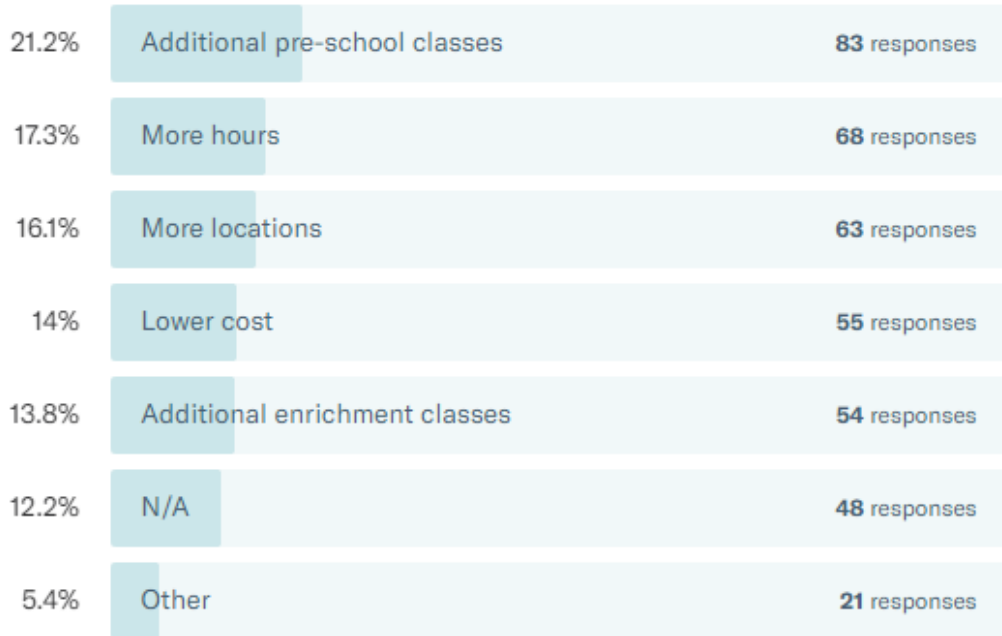 21.2% Additional pre-school classes 83 responses
17.3% More hours 68 responses
16.1% More locations 63 responses
14% Lower cost 55 responses
13.8% Additional enrichment classes 54 responses
12.2% N/A 48 responses
5.4% Other 21 responses